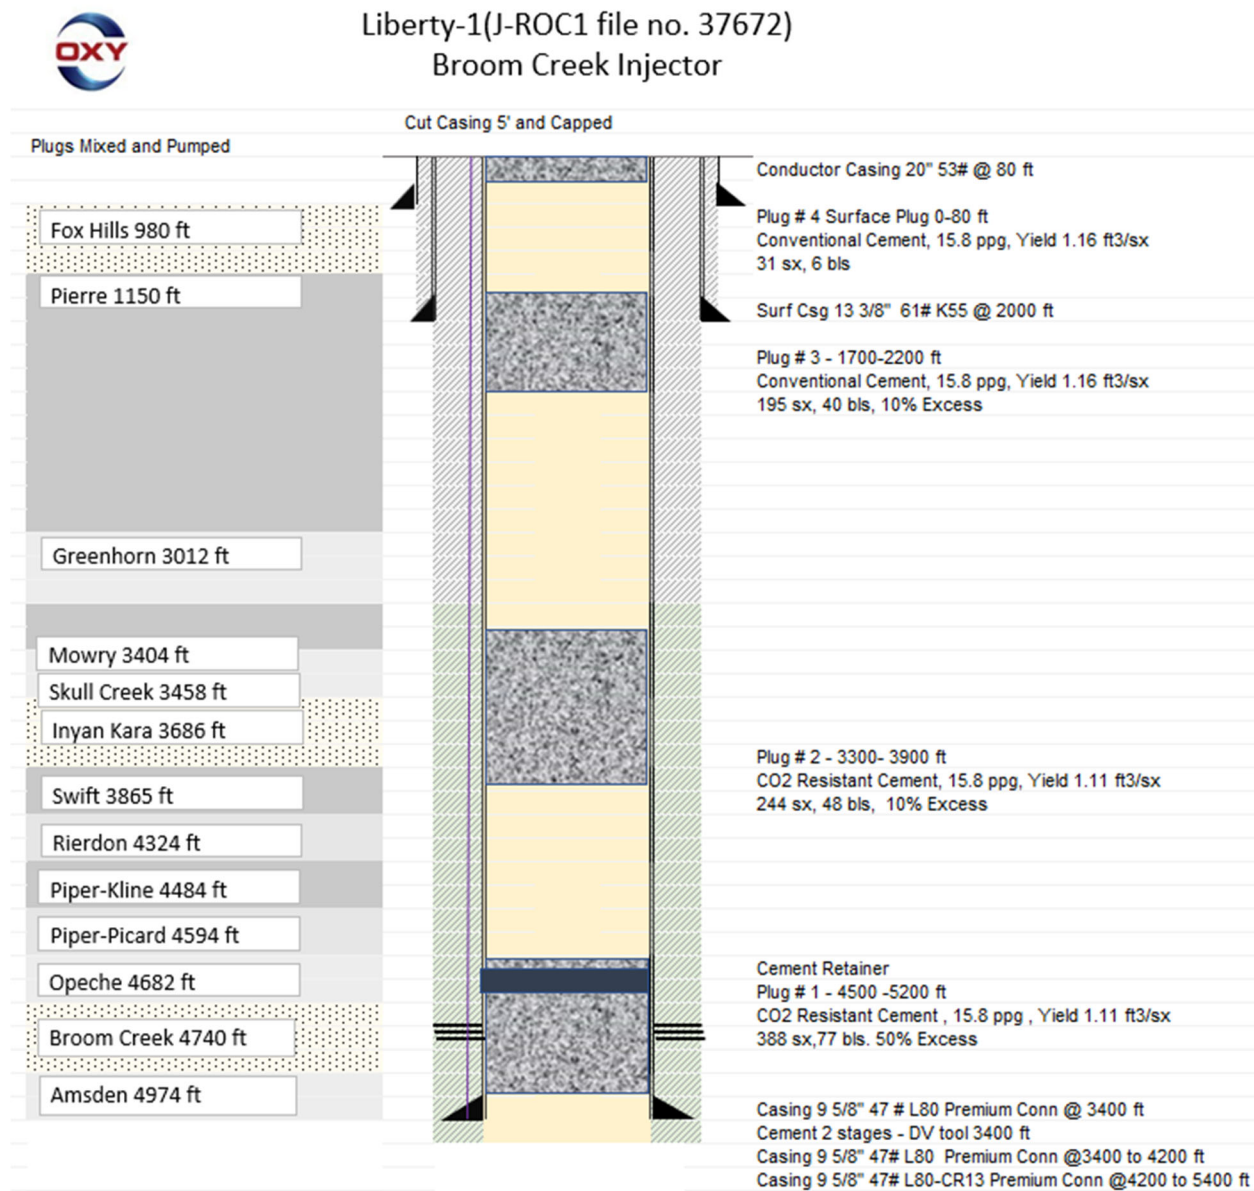 OXY
Liberty-1(J-ROC1 file no. 37672)
Broom Creek Injector
Cut Casing 5' and Capped
Plugs Mixed and Pumped
Fox Hills 980 ft
Pierre 1150 ft
Greenhorn 3012 ft
Mowry 3404 ft
Skull Creek 3458 ft
Inyan Kara 3686 ft
Swift 3865 ft
Rierdon 4324 ft
Piper-Kline 4484 ft
Piper-Picard 4594 ft
Opeche 4682 ft
Broom Creek 4740 ft
Amsden 4974 ft
Conductor Casing 20" 53# @ 80 ft
Plug # 4 Surface Plug 0-80 ft
Conventional Cement, 15.8 ppg, Yield 1.16 ft3/sx
31 sx, 6 bls
Surf Csg 13 3/8" 61# K55 @ 2000 ft
Plug # 3 - 1700-2200 ft
Conventional Cement, 15.8 ppg, Yield 1.16 ft3/sx
195 sx, 40 bls, 10% Excess
Plug # 2 - 3300- 3900 ft
CO2 Resistant Cement, 15.8 ppg, Yield 1.11 ft3/sx
244 sx, 48 bls, 10% Excess
Cement Retainer
Plug # 1 - 4500 -5200 ft
CO2 Resistant Cement , 15.8 ppg , Yield 1.11 ft3/sx
388 sx,77 bls. 50% Excess
Casing 9 5/8" 47 # L80 Premium Conn @ 3400 ft
Cement 2 stages - DV tool 3400 ft
Casing 9 5/8" 47# L80 Premium Conn @3400 to 4200 ft
Casing 9 5/8" 47# L80-CR13 Premium Conn @4200 to 5400 ft